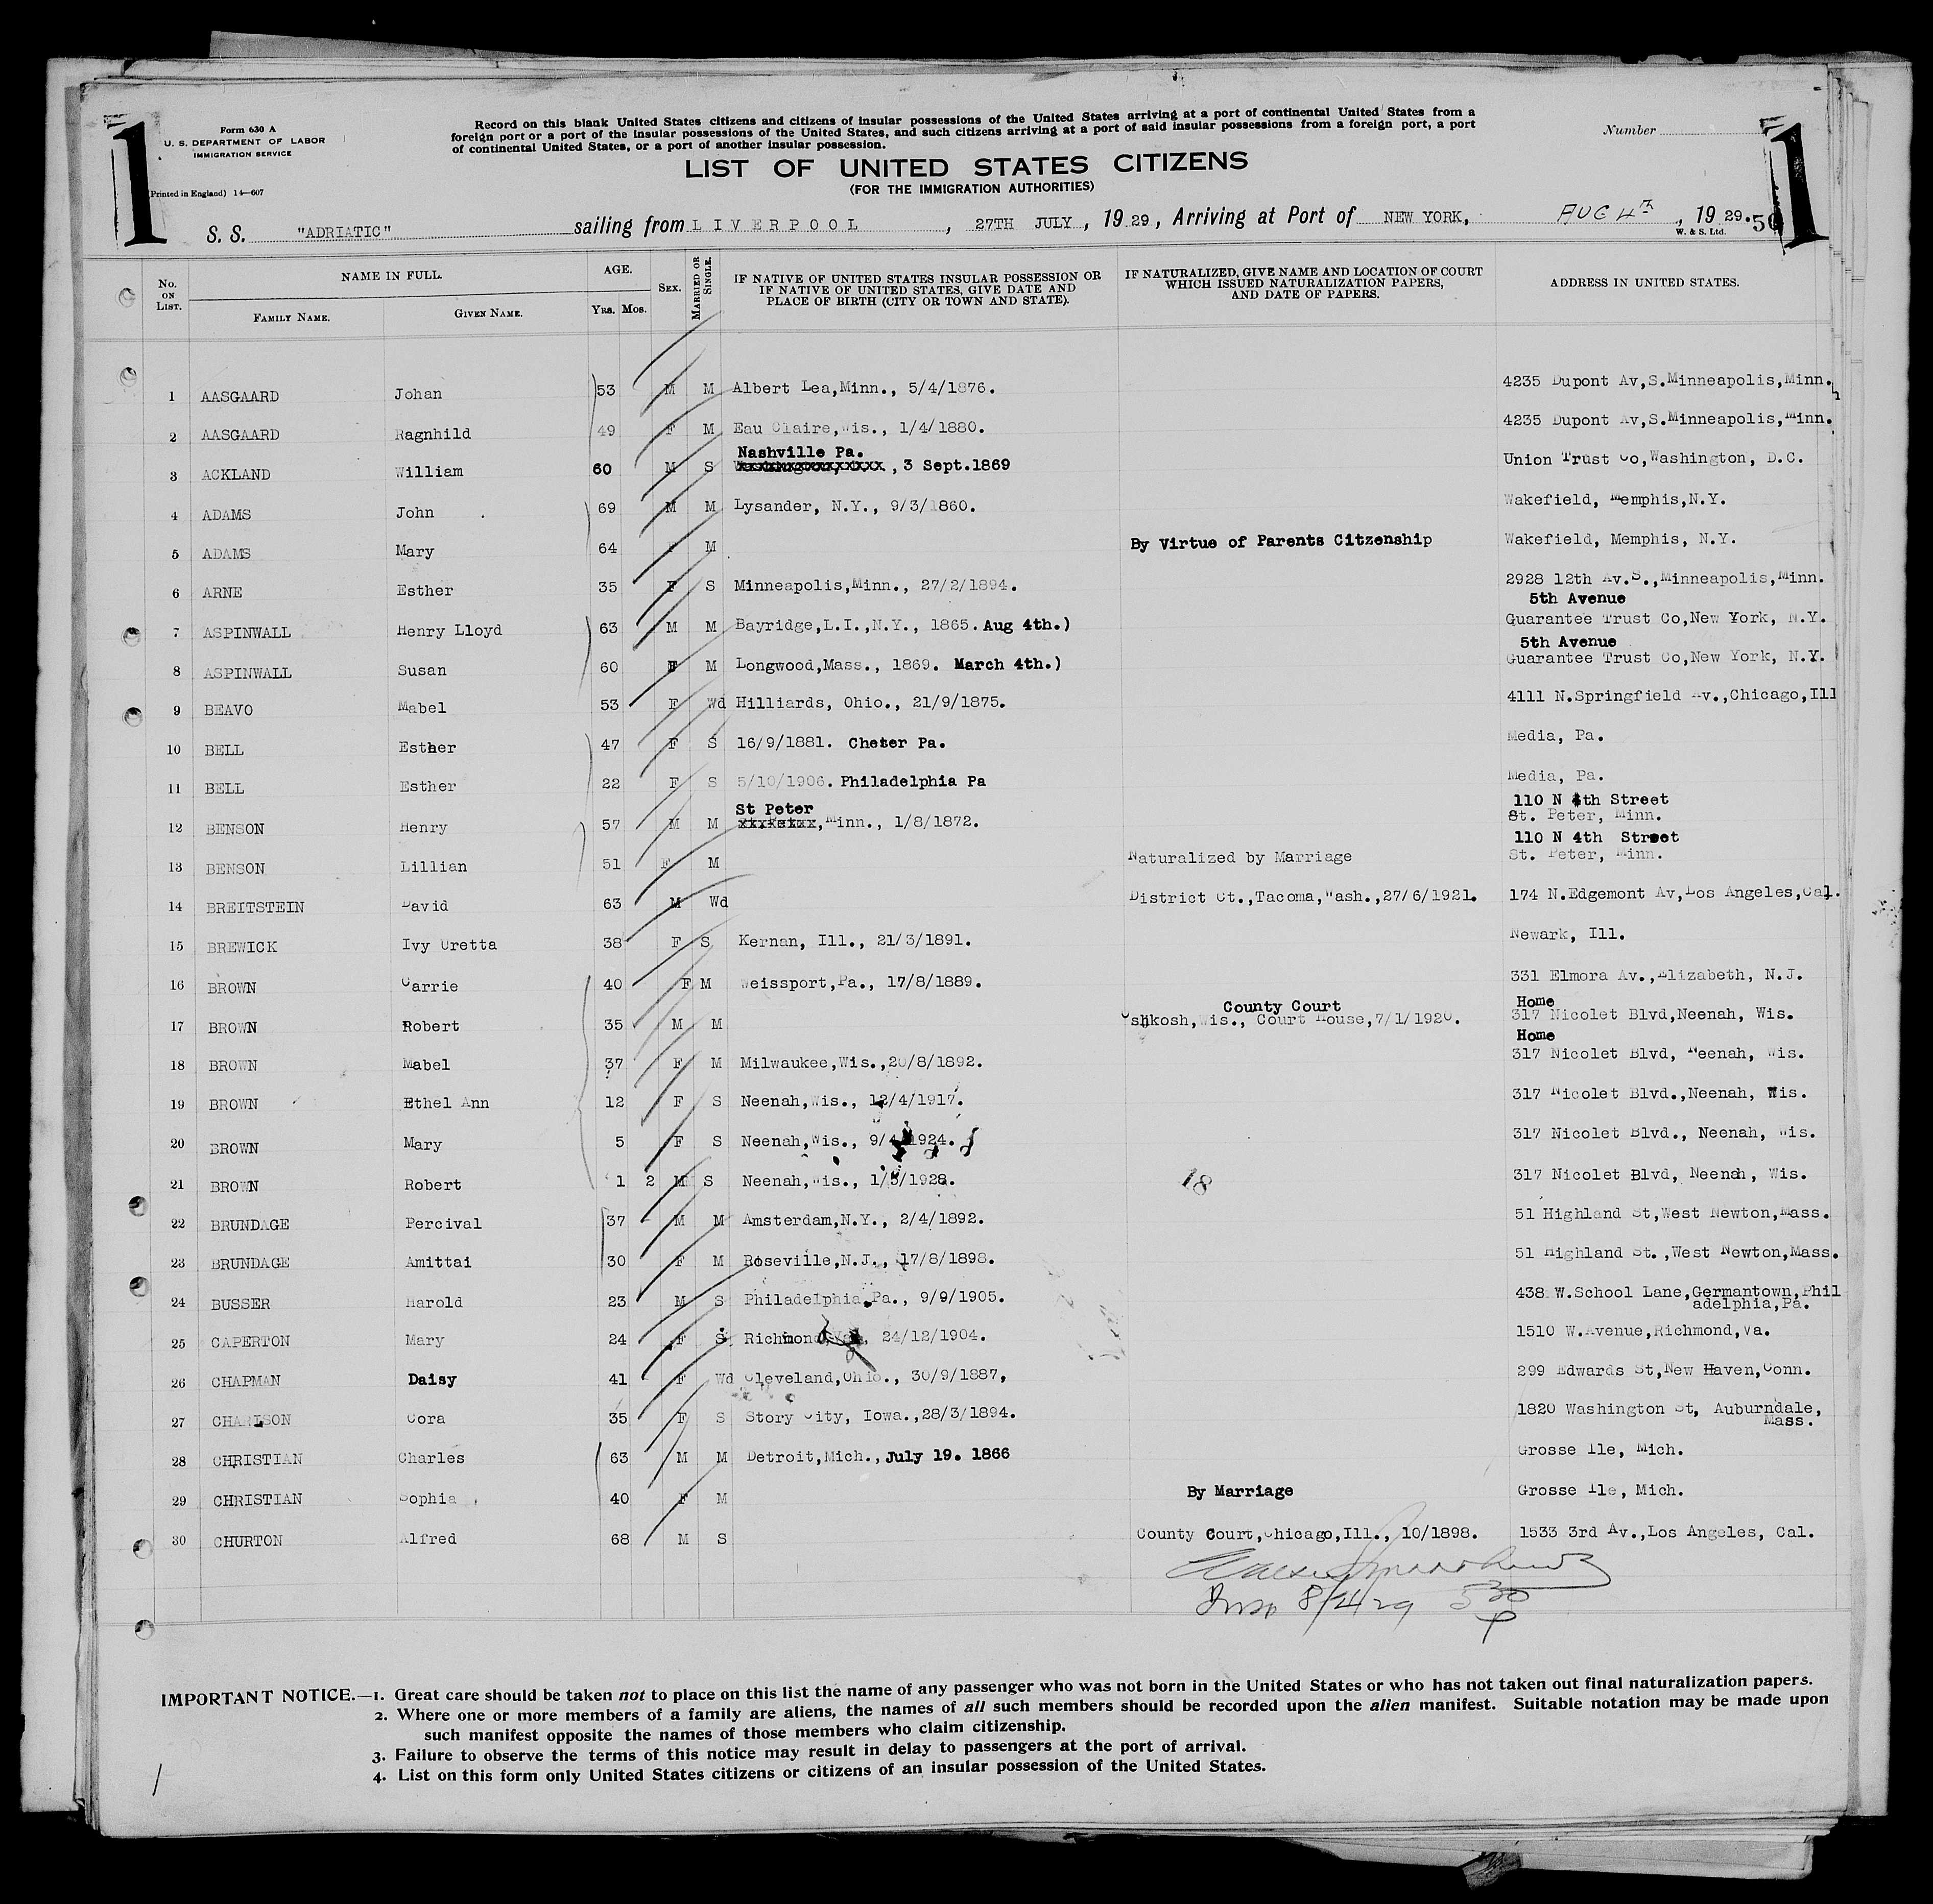 1
Form 630 A
U. S. DEPARTMENT OF LABOR
IMMIGRATION SERVICE
(Printed in England) 14—607
Record on this blank United States citizens and citizens of insular possessions of the United States arriving at a port of continental United States from a
foreign port or a port of the insular possessions of the United States, and such citizens arriving at a port of said insular possessions from a foreign port, a port
of continental United States, or a port of another insular possession.
Number
1
LIST OF UNITED STATES CITIZENS
(FOR THE IMMIGRATION AUTHORITIES)
S. S. "ADRIATIC" sailing from LIVERPOOL, 27TH JULY, 19 29, Arriving at Port of NEW YORK, AUG 4th, 19 29.
W. & S. Ltd.
No. ON LIST. NAME IN FULL. AGE. SEX. MARRIED OR SINGLE. IF NATIVE OF UNITED STATES INSULAR POSSESSION OR IF NATIVE OF UNITED STATES, GIVE DATE AND PLACE OF BIRTH (CITY OR TOWN AND STATE). IF NATURALIZED, GIVE NAME AND LOCATION OF COURT WHICH ISSUED NATURALIZATION PAPERS, AND DATE OF PAPERS. ADDRESS IN UNITED STATES.
FAMILY NAME. GIVEN NAME. YRS. MOS.
1 AASGAARD Johan 53 M M Albert Lea,Minn., 5/4/1876. 4235 Dupont Av,S.Minneapolis,Minn.
2 AASGAARD Ragnhild 49 F M Eau Claire,Wis., 1/4/1880. 4235 Dupont Av,S.Minneapolis,Minn.
Nashville Pa.
3 ACKLAND William 60 M S , 3 Sept.1869 Union Trust Co,Washington, D.C.
4 ADAMS John 69 M M Lysander, N.Y., 9/3/1860. Wakefield, Memphis,N.Y.
5 ADAMS Mary 64 F M By Virtue of Parents Citzenship Wakefield, Memphis, N.Y.
6 ARNE Esther 35 F S Minneapolis,Minn., 27/2/1894. 2928 12th Av.S.,Minneapolis,Minn.
5th Avenue
7 ASPINWALL Henry Lloyd 63 M M Bayridge,L.I.,N.Y., 1865. Aug 4th.) Guarantee Trust Co,New York, N.Y.
5th Avenue
8 ASPINWALL Susan 60 F M Longwood,Mass., 1869. March 4th.) Guarantee Trust Co,New York, N.Y.
9 BEAVO Mabel 53 F Wd Hilliards, Ohio., 21/9/1875. 4111 N.Springfield Av.,Chicago,Ill
10 BELL Esther 47 F S 16/9/1881. Cheter Pa. Media, Pa.
11 BELL Esther 22 F S 5/10/1906. Philadelphia Pa Media, Pa.
St Peter 110 N 4th Street
12 BENSON Henry 57 M M ,Minn., 1/8/1872. St. Peter, Minn.
110 N 4th Street
13 BENSON Lillian 51 F M Naturalized by Marriage St. Peter, Minn.
14 BREITSTEIN David 63 M Wd District Ct.,Tacoma,Wash.,27/6/1921. 174 N.Edgemont Av,Los Angeles,Cal.
15 BREWICK Ivy Uretta 38 F S Kernan, Ill., 21/3/1891. Newark, Ill.
16 BROWN Carrie 40 F M Weissport,Pa., 17/8/1889. 331 Elmora Av.,Elizabeth, N.J.
County Court Home
17 BROWN Robert 35 M M Oshkosh,Wis., Court House,7/1/1920. 317 Nicolet Blvd,Neenah, Wis.
Home
18 BROWN Mabel 37 F M Milwaukee,Wis.,20/8/1892. 317 Nicolet Blvd, Neenah, Wis.
19 BROWN Ethel Ann 12 F S Neenah,Wis., 12/4/1917. 317 Nicolet Blvd.,Neenah, Wis.
20 BROWN Mary 5 F S Neenah,Wis., 9/4/1924. 317 Nicolet Blvd., Neenah, Wis.
21 BROWN Robert 1 2 M S Neenah,Wis., 1/5/1928. 18 317 Nicolet Blvd, Neenah, Wis.
22 BRUNDAGE Percival 37 M M Amsterdam,N.Y., 2/4/1892. 51 Highland St,West Newton,Mass.
23 BRUNDAGE Amittai 30 F M Roseville,N.J., 17/8/1898. 51 Highland St.,West Newton,Mass.
24 BUSSER Harold 23 M S Philadelphia,Pa., 9/9/1905. 438 W.School Lane,Germantown,Phil
adelphia,Pa.
25 CAPERTON Mary 24 F S Richmond, 24/12/1904. 1510 W.Avenue,Richmond,Va.
26 CHAPMAN Daisy 41 F Wd Cleveland,Ohio., 30/9/1887, 299 Edwards St,New Haven,Conn.
27 CHARLSON Cora 35 F S Story City, Iowa.,28/3/1894. 1820 Washington St, Auburndale,
Mass.
28 CHRISTIAN Charles 63 M M Detroit,Mich.,July 19. 1866 Grosse Ile, Mich.
29 CHRISTIAN Sophia 40 F M By Marriage Grosse Ile, Mich.
30 CHURTON Alfred 68 M S County Court,Chicago,Ill., 10/1898. 1533 3rd Av.,Los Angeles, Cal.
Insp 8/4/29 5 30 P
IMPORTANT NOTICE.—1. Great care should be taken not to place on this list the name of any passenger who was not born in the United States or who has not taken out final naturalization papers.
2. Where one or more members of a family are aliens, the names of all such members should be recorded upon the alien manifest. Suitable notation may be made upon
such manifest opposite the names of those members who claim citizenship.
3. Failure to observe the terms of this notice may result in delay to passengers at the port of arrival.
4. List on this form only United States citizens or citizens of an insular possession of the United States.
1